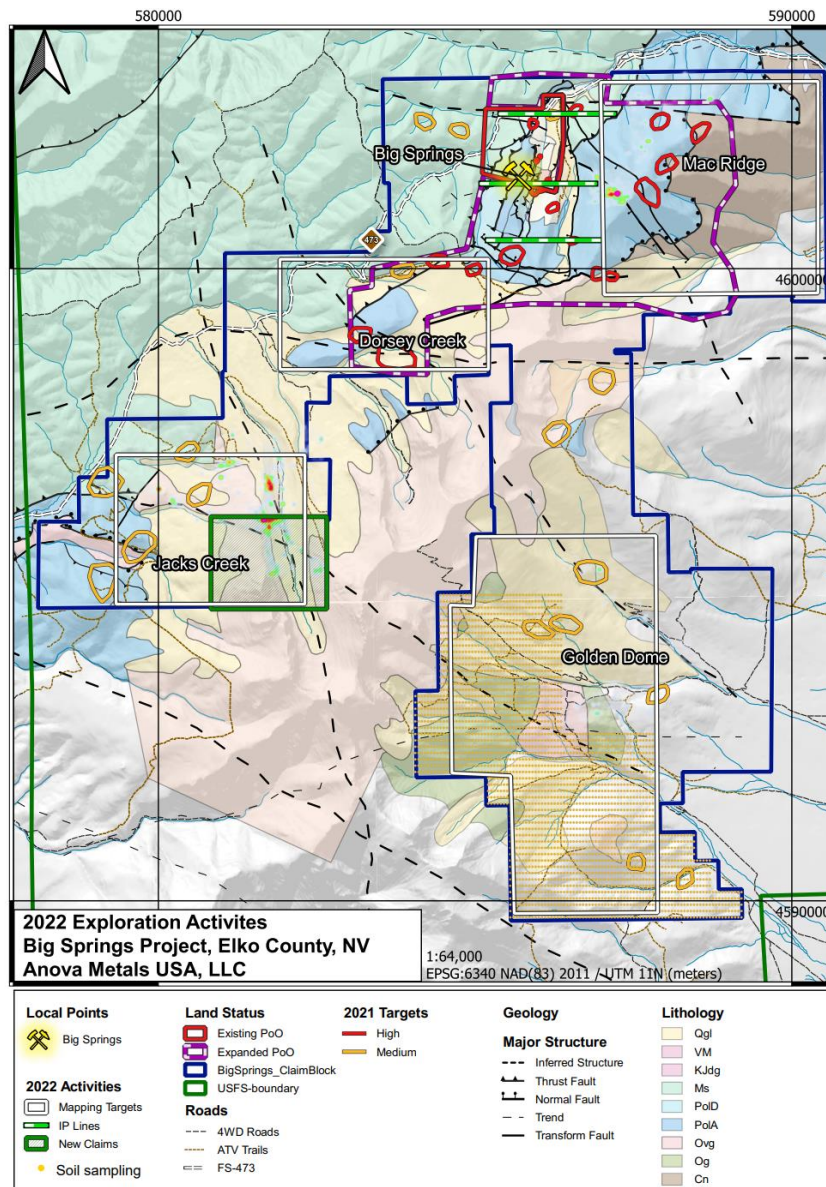 580000
590000
Big Springs
Mac Ridge
473
4600000
Dorsey Creek
Jacks Creek
Golden Dome
4590000
2022 Exploration Activites
Big Springs Project, Elko County, NV
Anova Metals USA, LLC
1:64,000
EPSG:6340 NAD(83) 2011 / UTM 11N (meters)
Local Points
Big Springs
2022 Activities
Mapping Targets
IP Lines
New Claims
Soil sampling
Land Status
Existing PoO
Expanded PoO
BigSprings_ClaimBlock
USFS-boundary
Roads
4WD Roads
ATV Trails
FS-473
2021 Targets
High
Medium
Geology
Major Structure
Inferred Structure
Thrust Fault
Normal Fault
Trend
Transform Fault
Lithology
Qgl
VM
KJdg
Ms
PolD
PolA
Ovg
Og
Cn